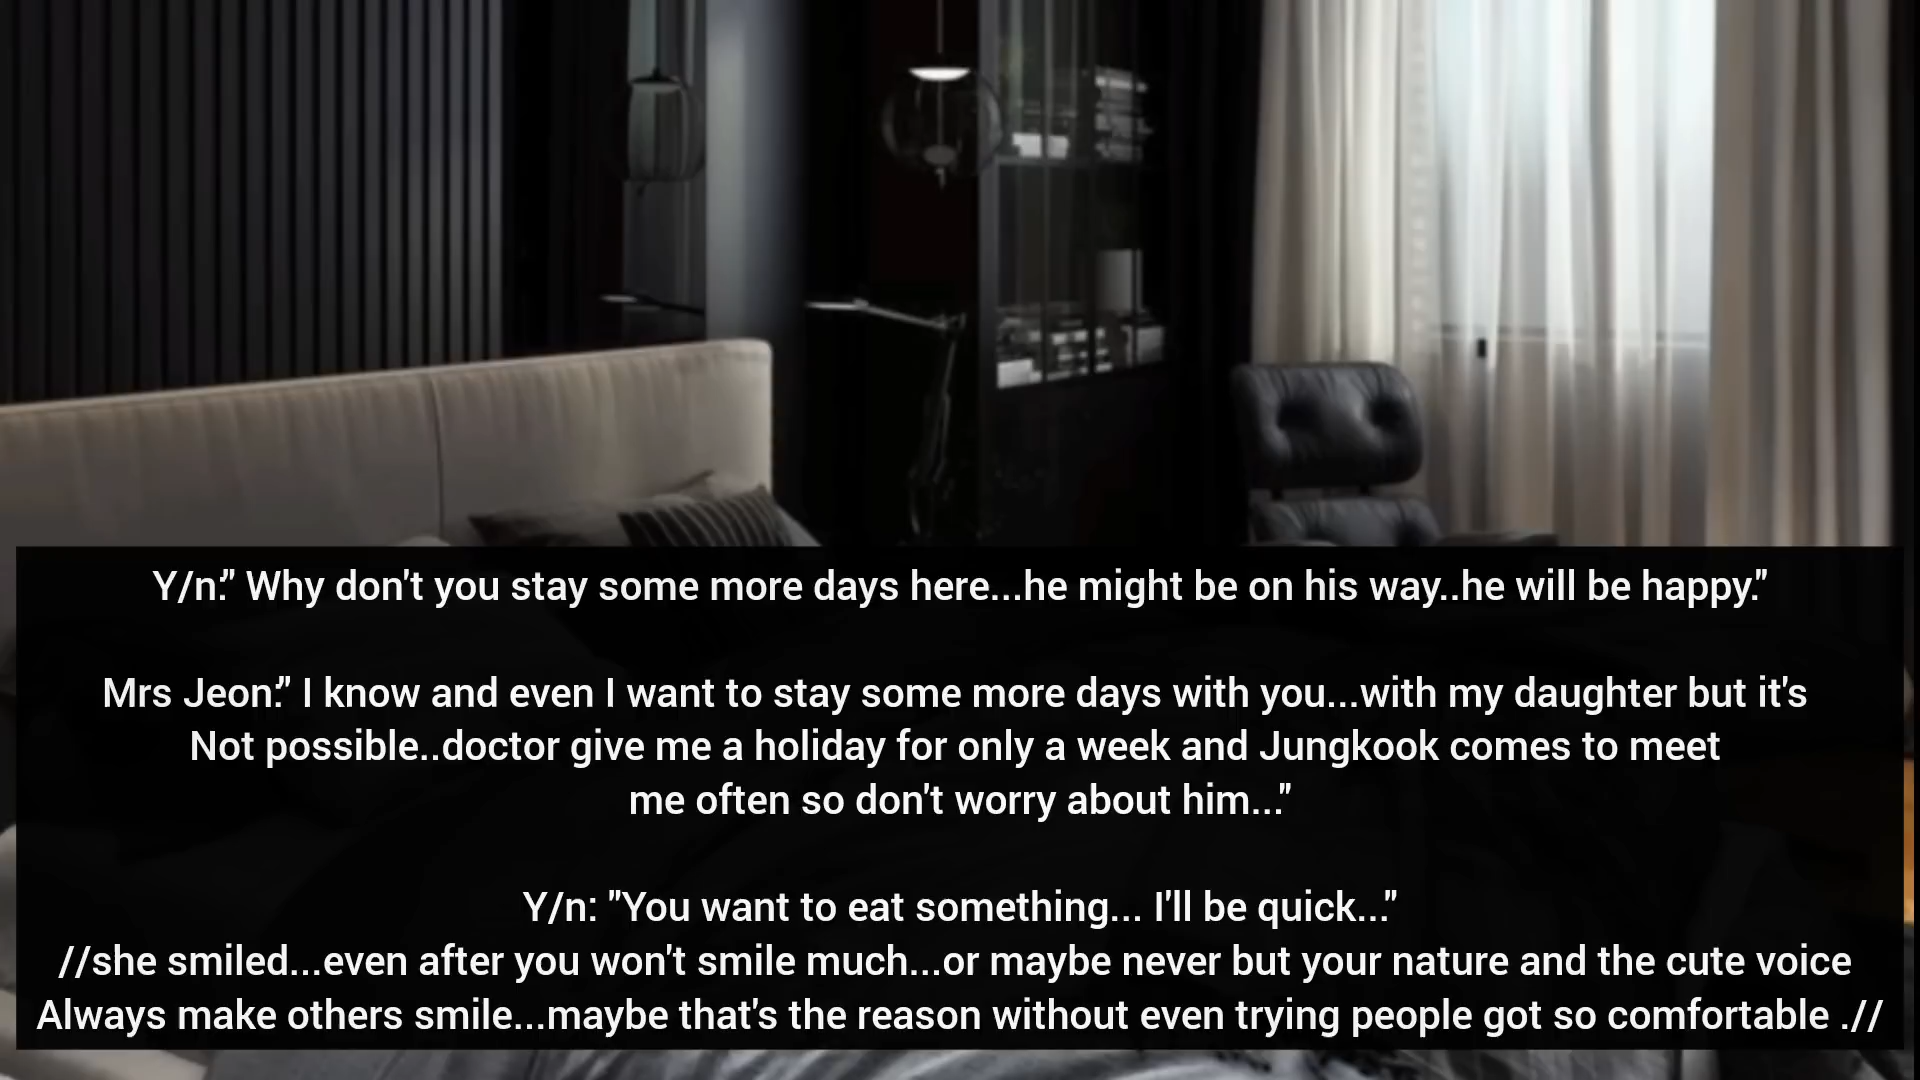 Y/n:" Why don't you stay some more days here...he might be on his way..he will be happy."
Mrs Jeon:" I know and even I want to stay some more days with you...with my daughter but it's
Not possible..doctor give me a holiday for only a week and Jungkook comes to meet
me often so don't worry about him..."
Y/n: "You want to eat something... I'll be quick..."
//she smiled...even after you won't smile much...or maybe never but your nature and the cute voice
Always make others smile...maybe that's the reason without even trying people got so comfortable .//